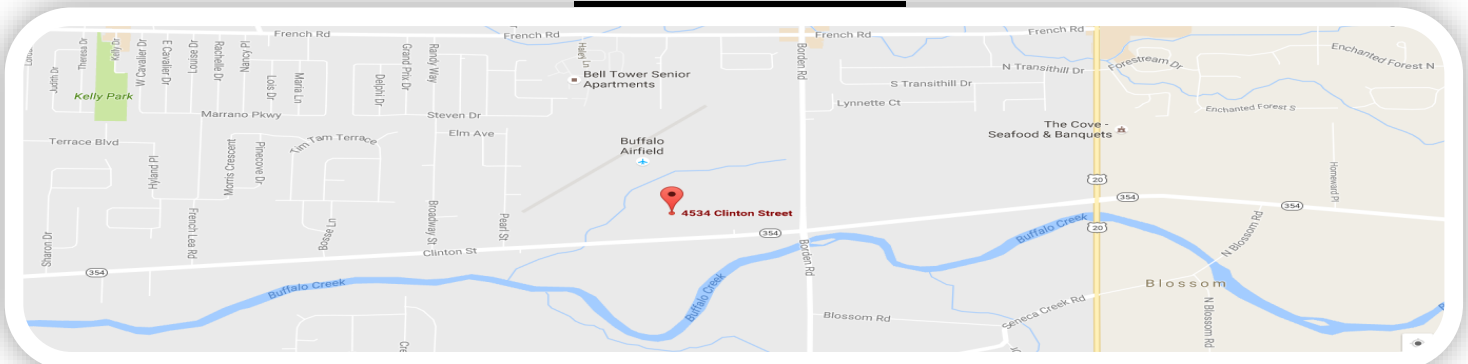 French Rd
French Rd
French Rd
French Rd
Judith Dr
Theresa Dr
Kelly Dr
W Cavalier Dr
E Cavalier Dr
Rachelle Dr
Nancy Pl
Lois Dr
Maria Ln
Delphi Dr
Grand Prix Dr
Randy Way
Haley Ln
Borden Rd
N Transithill Dr
Forestream Dr
Enchanted Forest N
Bell Tower Senior
Apartments
S Transithill Dr
Kelly Park
Lynnette Ct
Enchanted Forest S
Marrano Pkwy
Steven Dr
The Cove -
Seafood & Banquets
Terrace Blvd
Tim Tam Terrace
Elm Ave
Buffalo
Airfield
Hyland Pl
Morris Crescent
Pinecove Dr
Homeward Pl
20
354
354
4534 Clinton Street
Sharon Dr
French Lea Rd
Bosse Ln
Broadway St
Pearl St
354
20
Buffalo Creek
N Blossom Rd
Clinton St
Borden Rd
354
Buffalo Creek
Buffalo Creek
Blossom
Seneca Creek Rd
Blossom Rd
N Blossom Rd